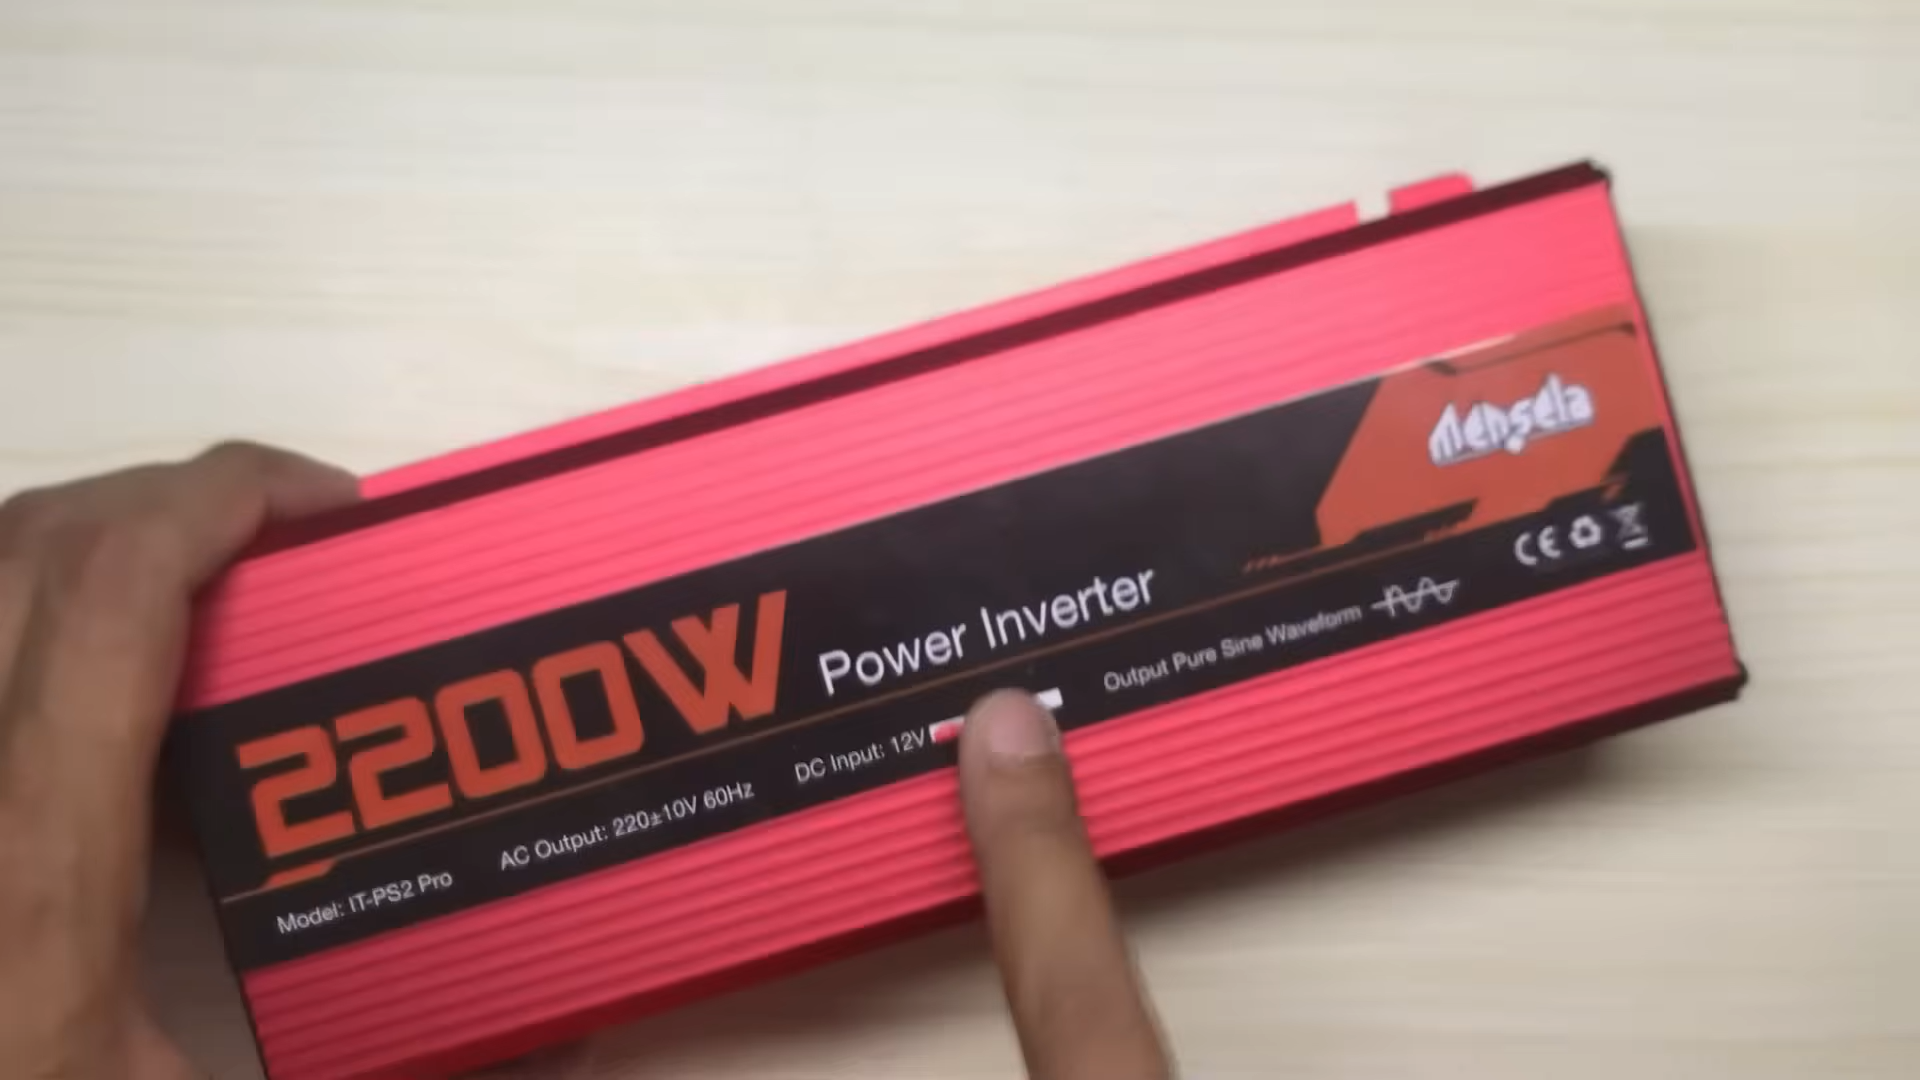 Mensela
2200W Power Inverter
CE
Model: IT-PS2 Pro AC Output: 220±10V 60Hz DC Input: 12V Output Pure Sine Waveform